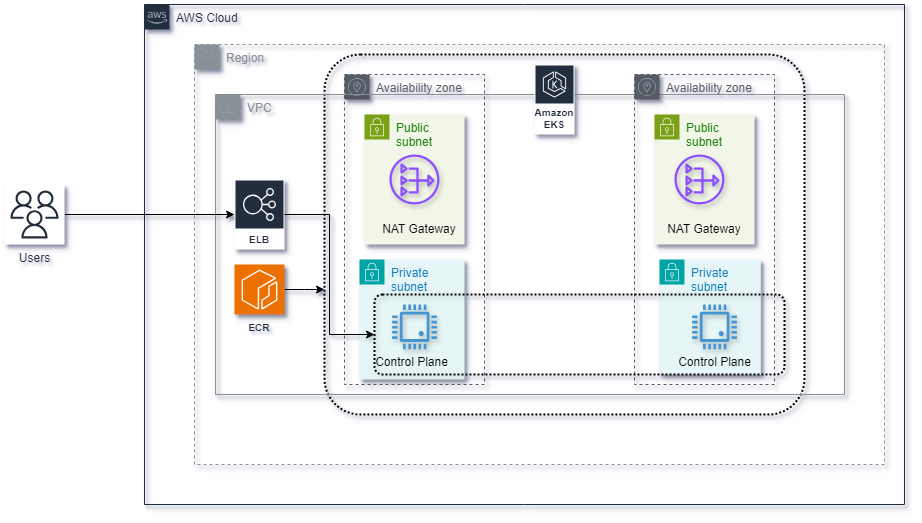 aws
AWS Cloud
Region
VPC
Availability zone
Amazon
EKS
Availability zone
Public
subnet
NAT Gateway
Public
subnet
NAT Gateway
Users
ELB
ECR
Private
subnet
Control Plane
Private
subnet
Control Plane